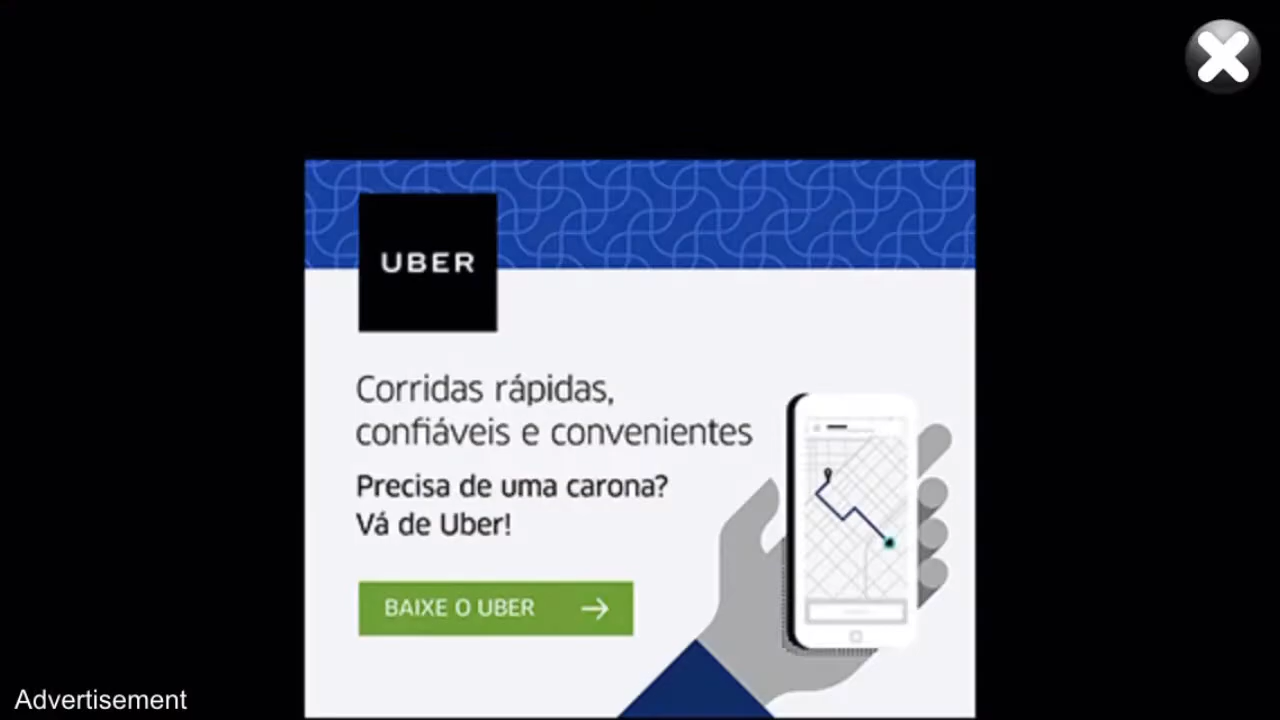 UBER
Corridas rápidas,
confiáveis e convenientes
Precisa de uma carona?
Vá de Uber!
BAIXE O UBER
Advertisement